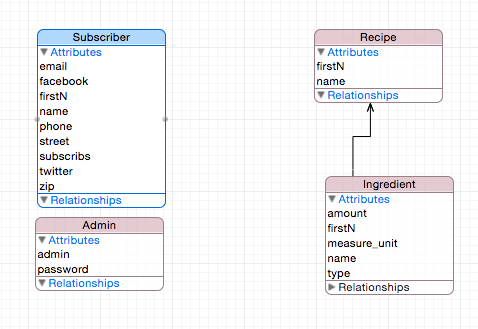 Subscriber
Attributes
email
facebook
firstN
name
phone
street
subscribs
twitter
zip
Relationships
Admin
Attributes
admin
password
Relationships
Recipe
Attributes
firstN
name
Relationships
Ingredient
Attributes
amount
firstN
measure_unit
name
type
Relationships